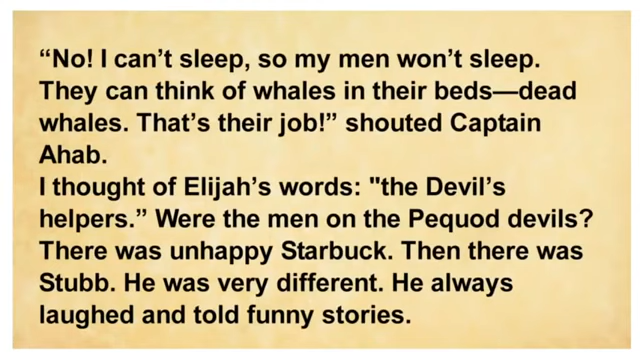 “No! I can’t sleep, so my men won’t sleep.
They can think of whales in their beds—dead
whales. That’s their job!” shouted Captain
Ahab.
I thought of Elijah’s words: "the Devil’s
helpers.” Were the men on the Pequod devils?
There was unhappy Starbuck. Then there was
Stubb. He was very different. He always
laughed and told funny stories.